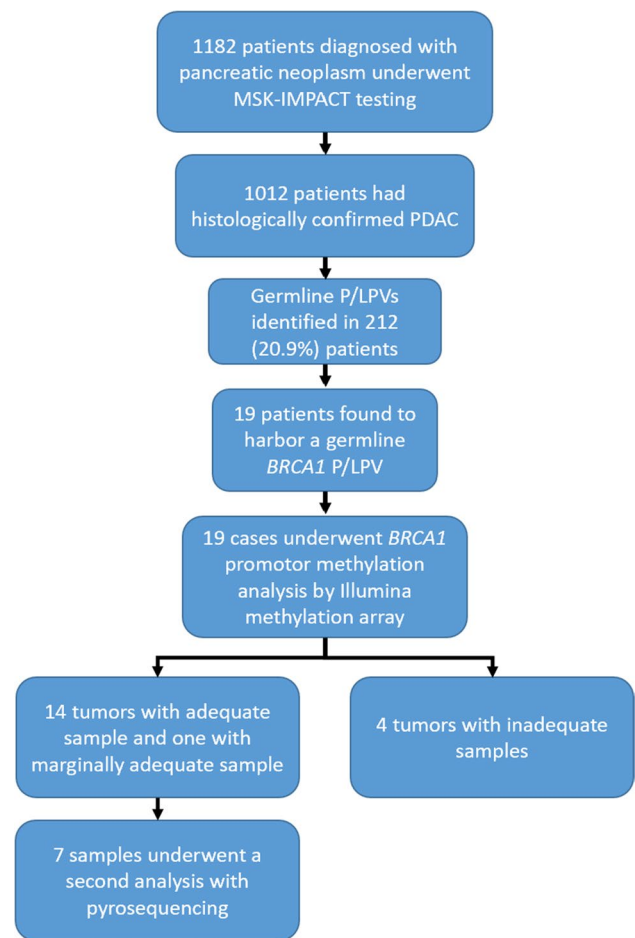 1182 patients diagnosed with
pancreatic neoplasm underwent
MSK-IMPACT testing
1012 patients had
histologically confirmed PDAC
Germline P/LPVs
identified in 212
(20.9%) patients
19 patients found to
harbor a germline
BRCA1 P/LPV
19 cases underwent BRCA1
promotor methylation
analysis by Illumina
methylation array
14 tumors with adequate
sample and one with
marginally adequate sample
4 tumors with inadequate
samples
7 samples underwent a
second analysis with
pyrosequencing